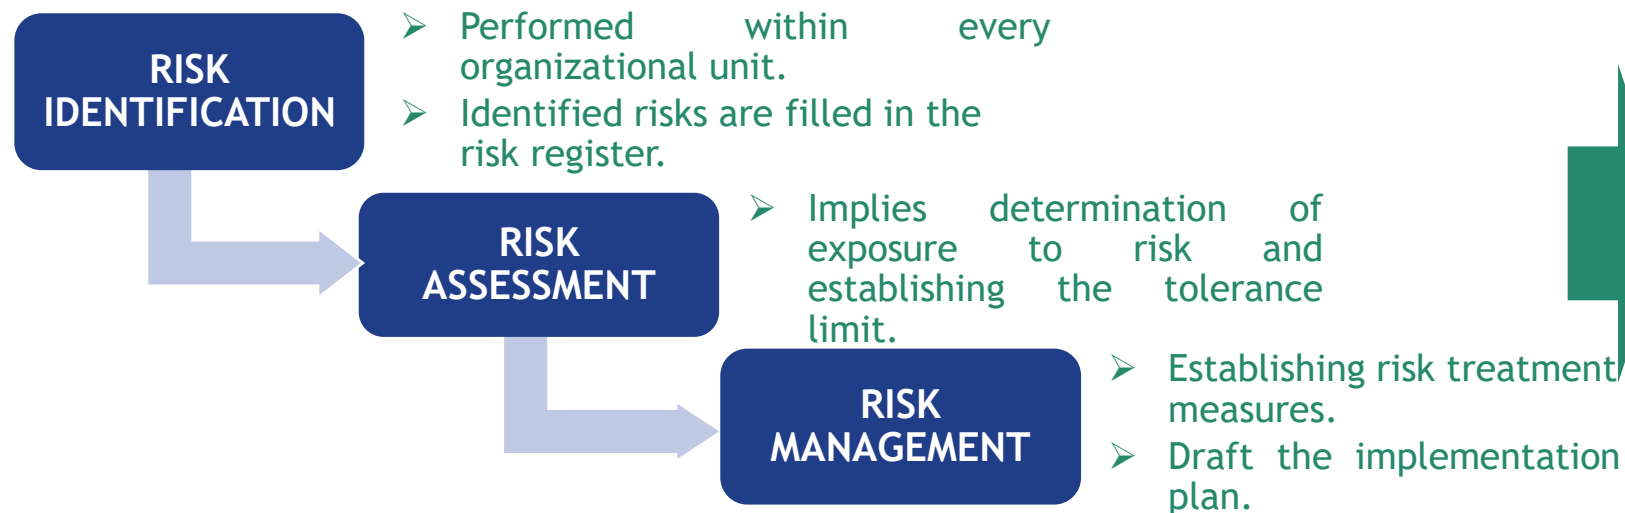 RISK
IDENTIFICATION
➢ Performed within every
organizational unit.
➢ Identified risks are filled in the
risk register.
RISK
ASSESSMENT
➢ Implies determination of
exposure to risk and
establishing the tolerance
limit.
RISK
MANAGEMENT
➢ Establishing risk treatment
measures.
➢ Draft the implementation
plan.